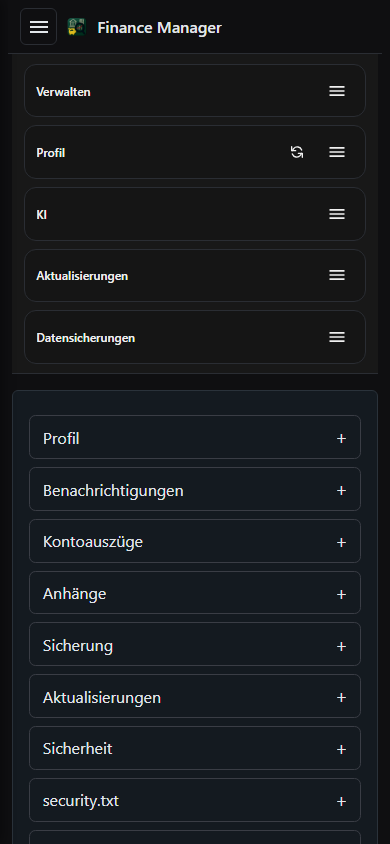 Finance Manager
Verwalten
Profil
KI
Aktualisierungen
Datensicherungen
Profil +
Benachrichtigungen +
Kontoauszüge +
Anhänge +
Sicherung +
Aktualisierungen +
Sicherheit +
security.txt +